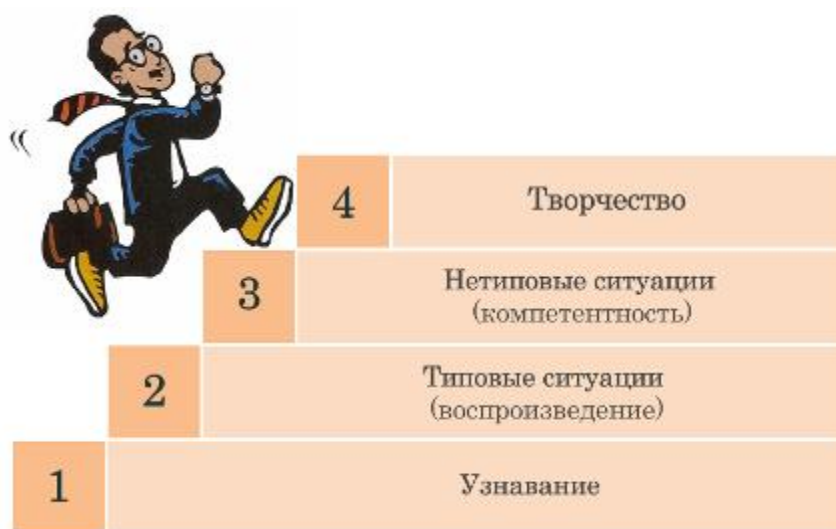 4 Творчество
3 Нетиповые ситуации
(компетентность)
2 Типовые ситуации
(воспроизведение)
1 Узнавание